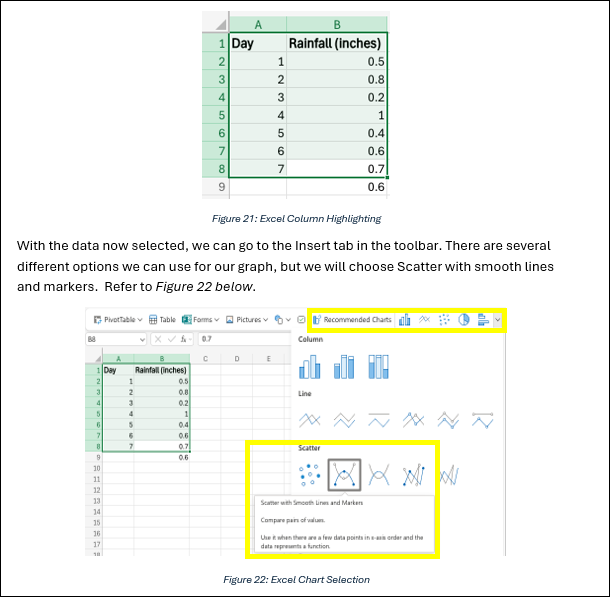 A B
1 Day Rainfall (inches)
2 1 0.5
3 2 0.8
4 3 0.2
5 4 1
6 5 0.4
7 6 0.6
8 7 0.7
9 0.6
Figure 21: Excel Column Highlighting
With the data now selected, we can go to the Insert tab in the toolbar. There are several
different options we can use for our graph, but we will choose Scatter with smooth lines
and markers. Refer to Figure 22 below.
PivotTable Table Forms Pictures Recommended Charts
B8 fx 0.7
A B C D E
1 Day Rainfall (inches)
2 1 0.5
3 2 0.8
4 3 0.2
5 4 1
6 5 0.4
7 6 0.6
8 7 0.7
9 0.6
10
11
12
13
14
15
16
17
18
Column
Line
Scatter
Scatter with Smooth Lines and Markers
Compare pairs of values.
Use it when there are a few data points in x-axis order and the
data represents a function.
Figure 22: Excel Chart Selection